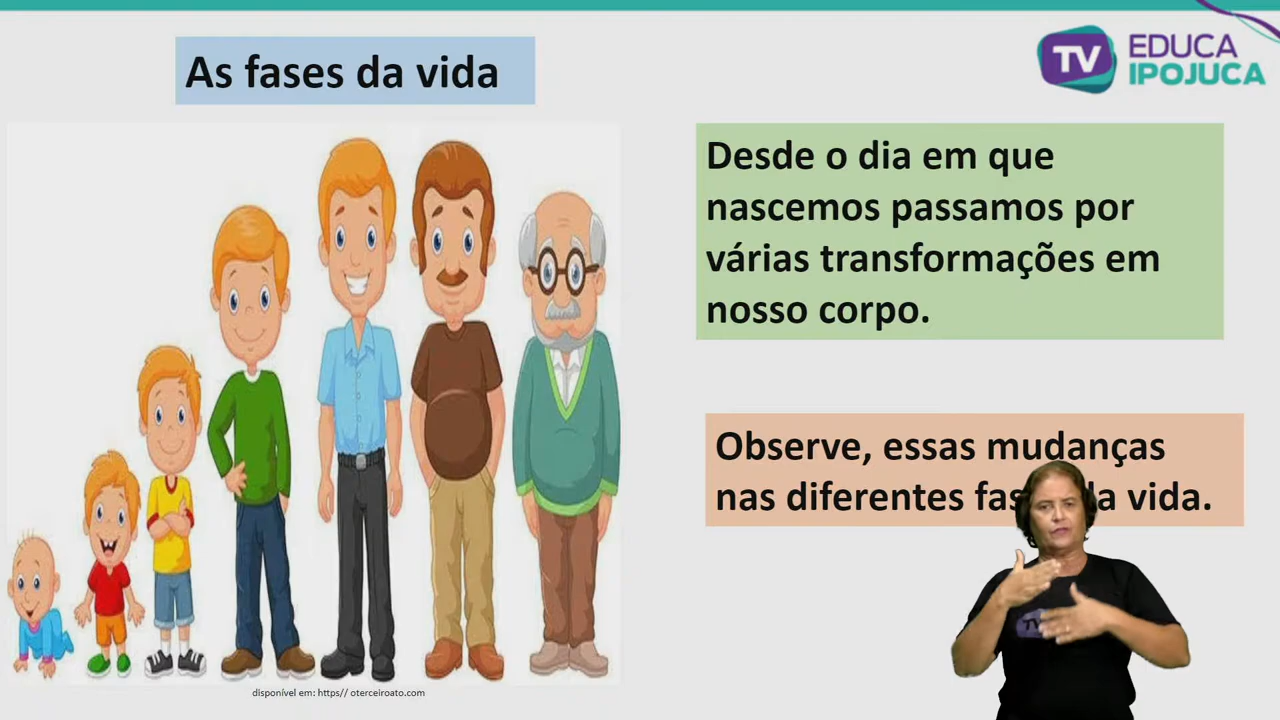 As fases da vida
TV EDUCA
IPOJUCA
Desde o dia em que
nascemos passamos por
várias transformações em
nosso corpo.
Observe, essas mudanças
nas diferentes da vida.
TV
disponível em: https// oterceiroato.com